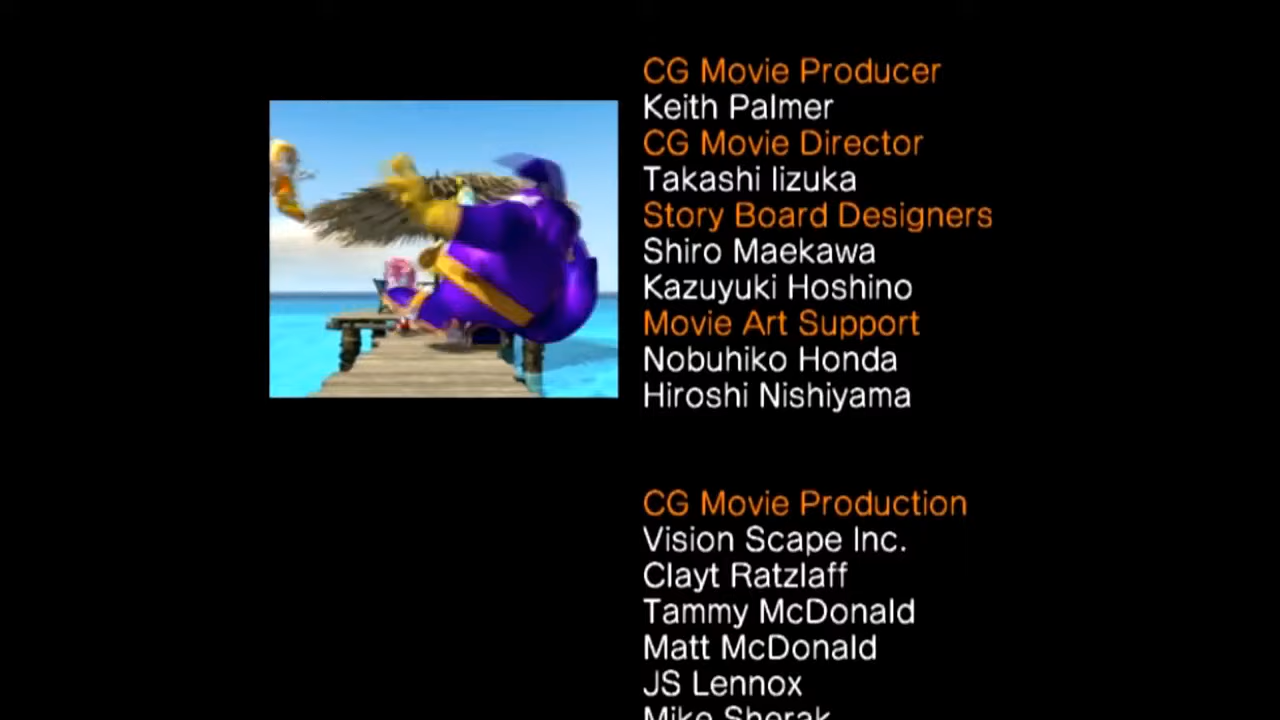 CG Movie Producer
Keith Palmer
CG Movie Director
Takashi Iizuka
Story Board Designers
Shiro Maekawa
Kazuyuki Hoshino
Movie Art Support
Nobuhiko Honda
Hiroshi Nishiyama
CG Movie Production
Vision Scape Inc.
Clayt Ratzlaff
Tammy McDonald
Matt McDonald
JS Lennox
Mike